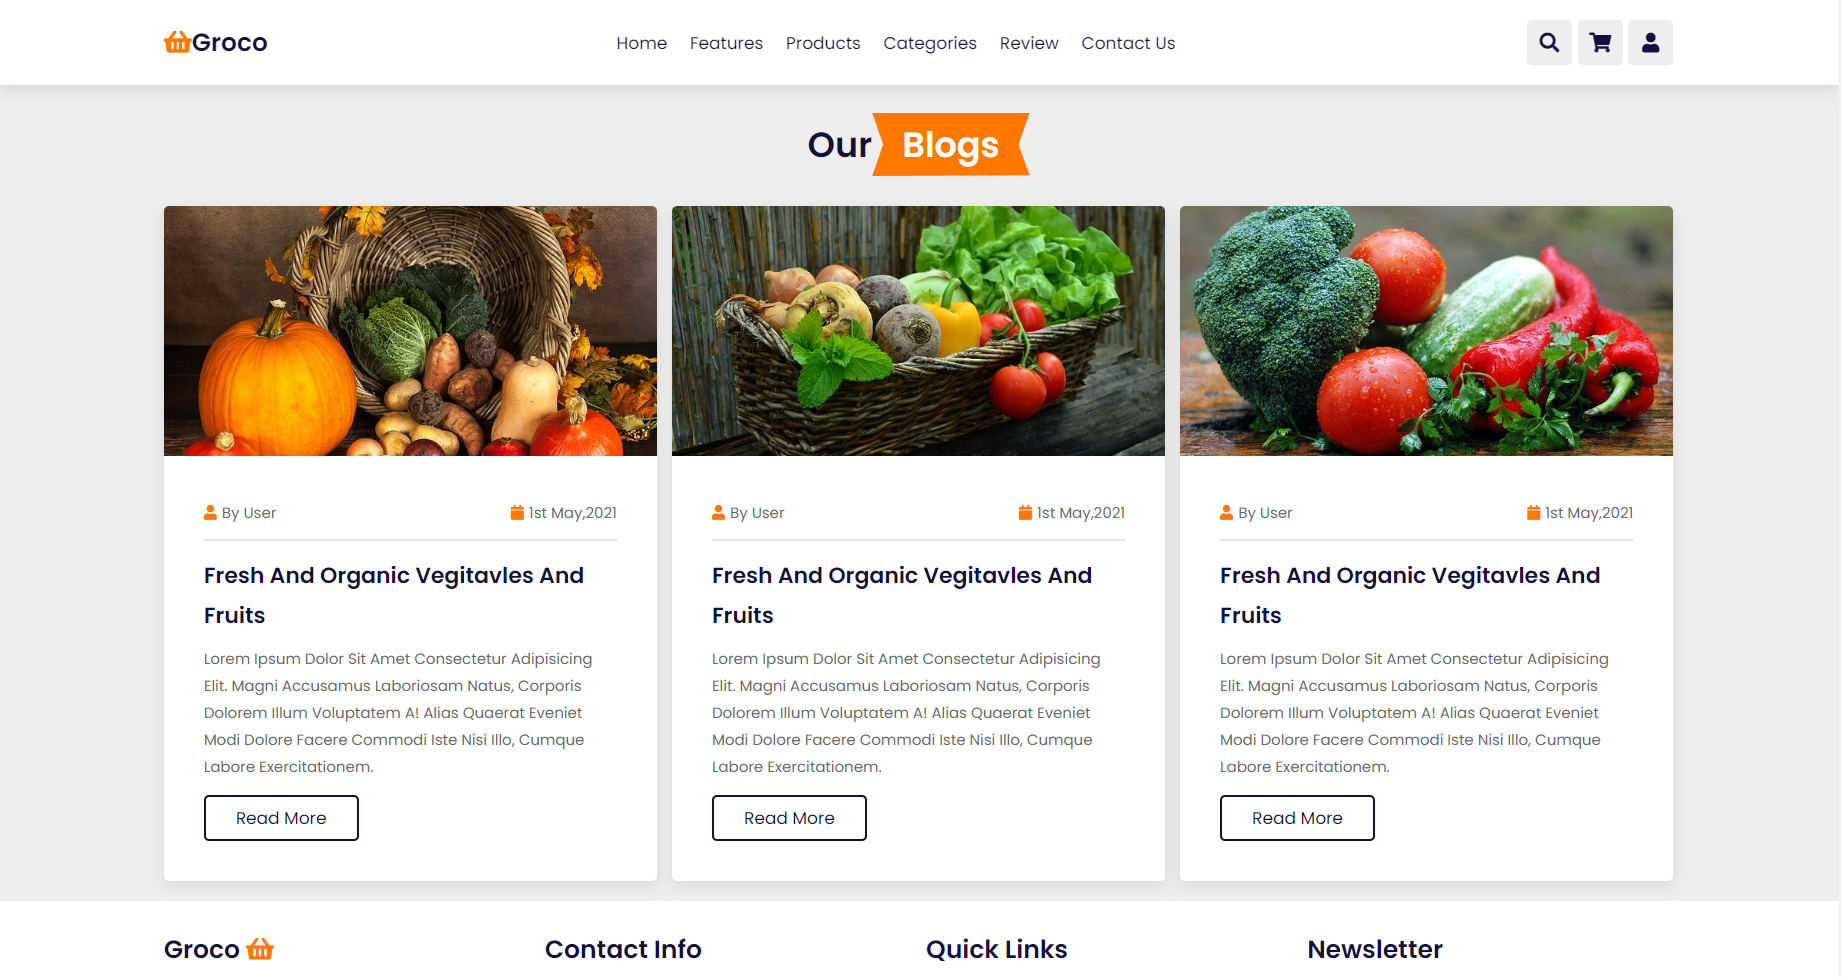 Groco
Home Features Products Categories Review Contact Us
Our Blogs
By User 1st May,2021
Fresh And Organic Vegitavles And
Fruits
Lorem Ipsum Dolor Sit Amet Consectetur Adipisicing
Elit. Magni Accusamus Laboriosam Natus, Corporis
Dolorem Illum Voluptatem A! Alias Quaerat Eveniet
Modi Dolore Facere Commodi Iste Nisi Illo, Cumque
Labore Exercitationem.
Read More
By User 1st May,2021
Fresh And Organic Vegitavles And
Fruits
Lorem Ipsum Dolor Sit Amet Consectetur Adipisicing
Elit. Magni Accusamus Laboriosam Natus, Corporis
Dolorem Illum Voluptatem A! Alias Quaerat Eveniet
Modi Dolore Facere Commodi Iste Nisi Illo, Cumque
Labore Exercitationem.
Read More
By User 1st May,2021
Fresh And Organic Vegitavles And
Fruits
Lorem Ipsum Dolor Sit Amet Consectetur Adipisicing
Elit. Magni Accusamus Laboriosam Natus, Corporis
Dolorem Illum Voluptatem A! Alias Quaerat Eveniet
Modi Dolore Facere Commodi Iste Nisi Illo, Cumque
Labore Exercitationem.
Read More
Groco
Contact Info
Quick Links
Newsletter